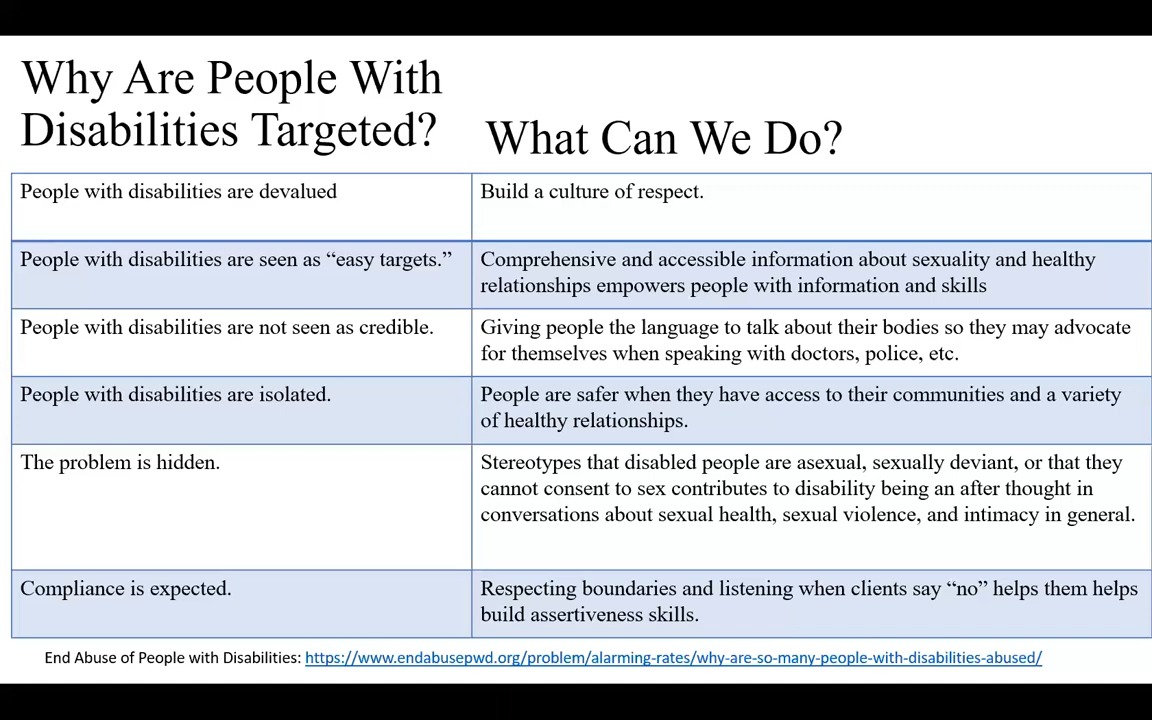 Why Are People With
Disabilities Targeted?
What Can We Do?
People with disabilities are devalued
Build a culture of respect.
People with disabilities are seen as “easy targets.”
Comprehensive and accessible information about sexuality and healthy
relationships empowers people with information and skills
People with disabilities are not seen as credible.
Giving people the language to talk about their bodies so they may advocate
for themselves when speaking with doctors, police, etc.
People with disabilities are isolated.
People are safer when they have access to their communities and a variety
of healthy relationships.
The problem is hidden.
Stereotypes that disabled people are asexual, sexually deviant, or that they
cannot consent to sex contributes to disability being an after thought in
conversations about sexual health, sexual violence, and intimacy in general.
Compliance is expected.
Respecting boundaries and listening when clients say “no” helps them helps
build assertiveness skills.
End Abuse of People with Disabilities: https://www.endabusepwd.org/problem/alarming-rates/why-are-so-many-people-with-disabilities-abused/